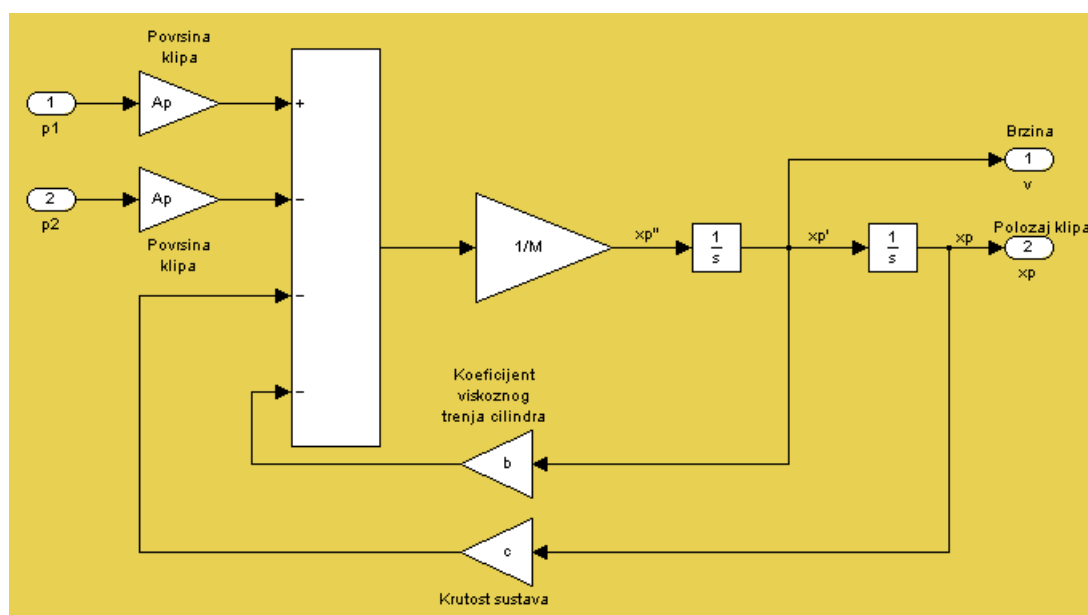 Povrsina
klipa
1
Ap
+
p1
2
Ap
−
p2
Povrsina
klipa
−
−
1/M
xp"
1
s
xp'
1
s
xp
Brzina
1
v
Polozaj klipa
2
xp
Koeficijent
viskoznog
trenja cilindra
b
c
Krutost sustava